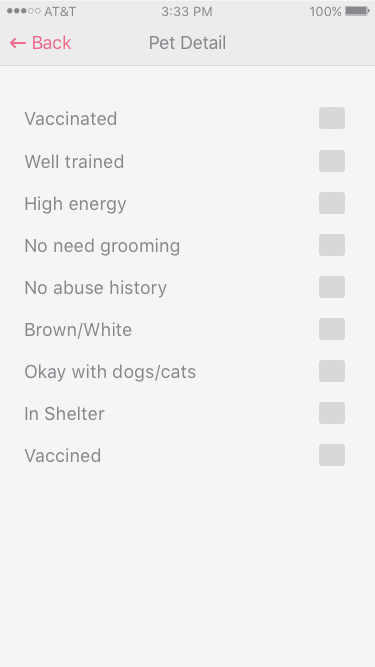 AT&T 3:33 PM 100%
← Back Pet Detail
Vaccinated
Well trained
High energy
No need grooming
No abuse history
Brown/White
Okay with dogs/cats
In Shelter
Vaccined